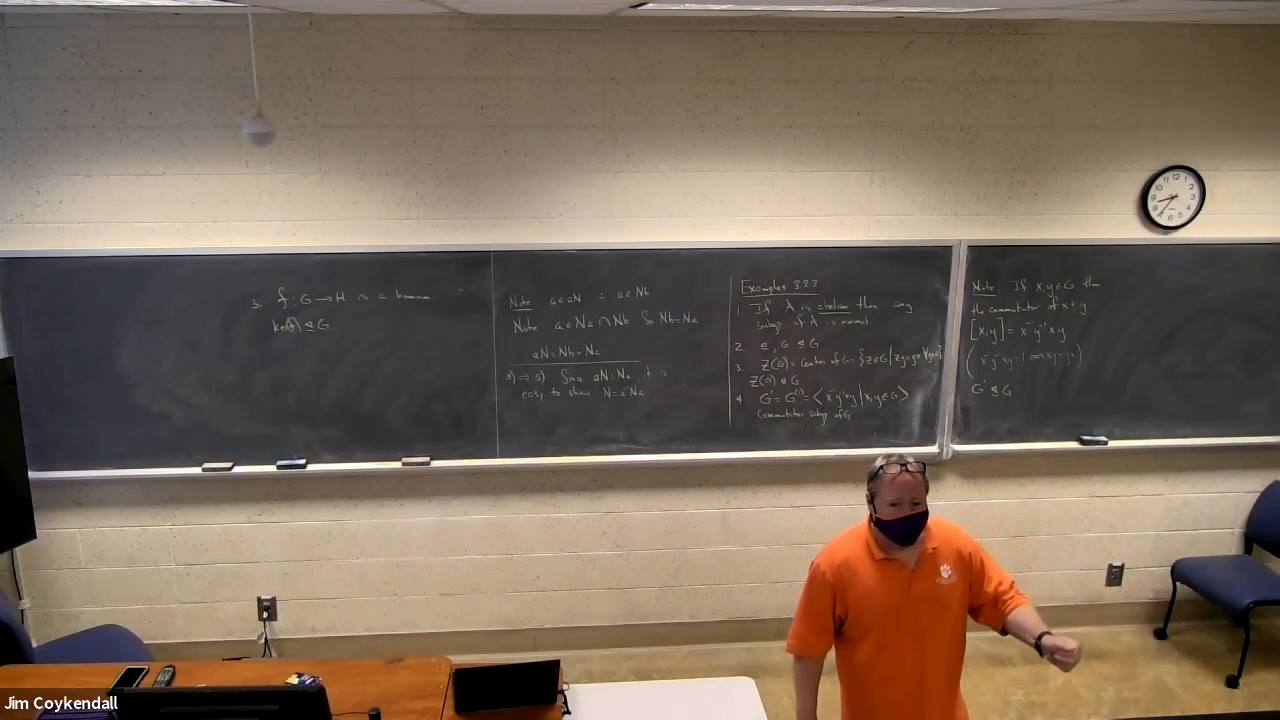 5. f: G → H is a homom
ker(f) ⊴ G.
Note a ∈ aN ∴ a ∈ Nb
Note a ∈ Na ∩ Nb So Nb = Na
aN = Nb = Na
3) ⇒ 5) Since aN = Na, it is
easy to show N = a⁻¹Na
Examples 3.2.2
1. If A is abelian then any
subgp of A is normal
2. e, G ⊴ G
3. Z(G) = center of G = {z ∈ G | zg = gz ∀ g ∈ G}
Z(G) ⊴ G
4. G' = G⁽¹⁾ = ⟨x⁻¹y⁻¹xy | x, y ∈ G⟩
Commutator subgp of G
Note If x, y ∈ G the
the commutator of x + y
[x, y] = x⁻¹y⁻¹xy
(x⁻¹y⁻¹xy = 1 ⟺ xy = yx)
G' ⊴ G
Jim Coykendall